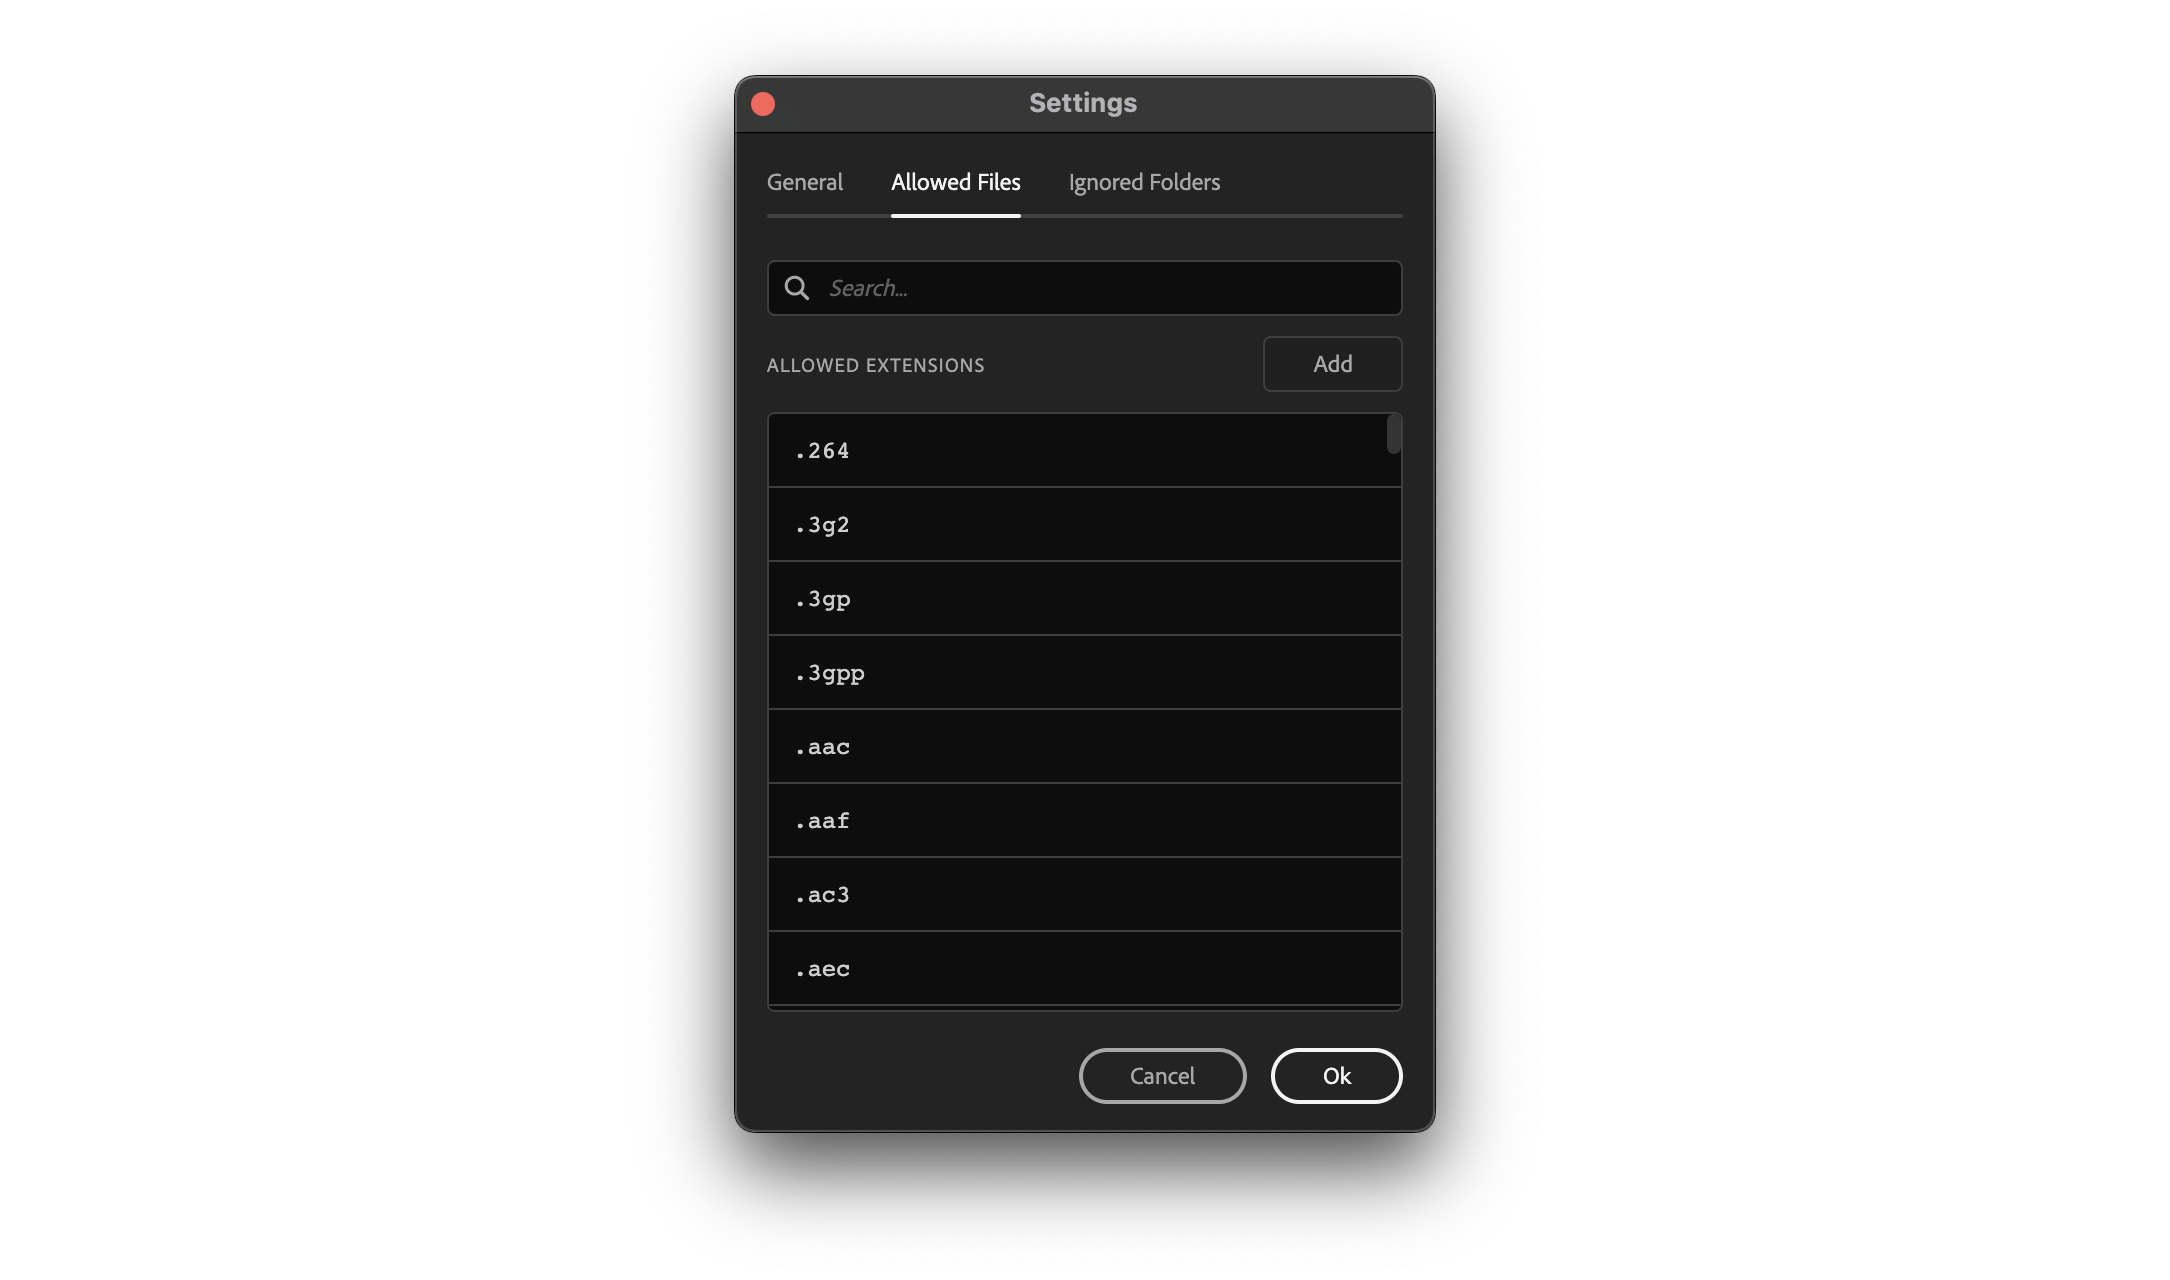 Settings
General
Allowed Files
Ignored Folders
Search...
ALLOWED EXTENSIONS
Add
.264
.3g2
.3gp
.3gpp
.aac
.aaf
.ac3
.aec
Cancel
Ok